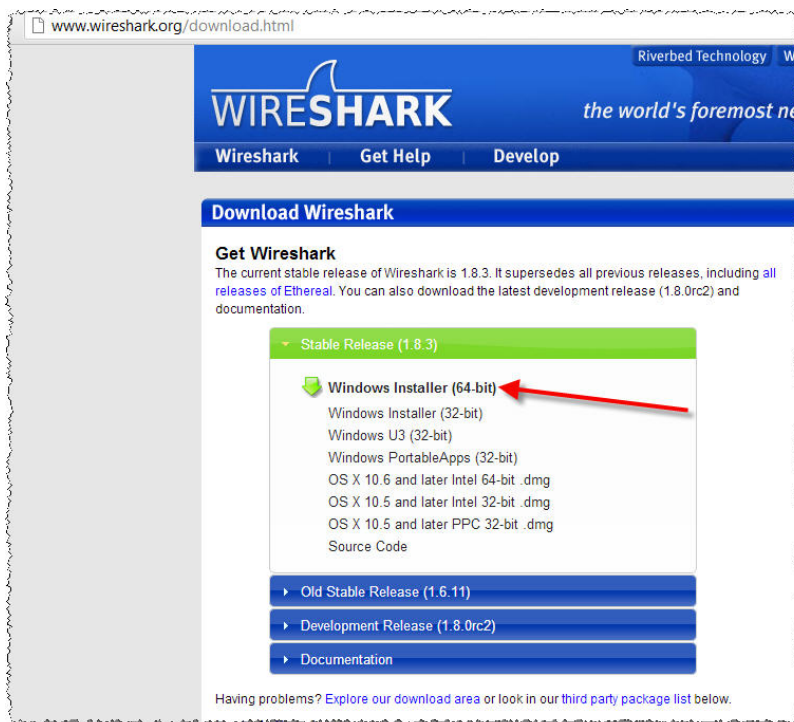 www.wireshark.org/download.html
Riverbed Technology
WIRESHARK
the world's foremost
Wireshark Get Help Develop
Download Wireshark
Get Wireshark
The current stable release of Wireshark is 1.8.3. It supersedes all previous releases, including all
releases of Ethereal. You can also download the latest development release (1.8.0rc2) and
documentation.
Stable Release (1.8.3)
Windows Installer (64-bit)
Windows Installer (32-bit)
Windows U3 (32-bit)
Windows PortableApps (32-bit)
OS X 10.6 and later Intel 64-bit .dmg
OS X 10.5 and later Intel 32-bit .dmg
OS X 10.5 and later PPC 32-bit .dmg
Source Code
Old Stable Release (1.6.11)
Development Release (1.8.0rc2)
Documentation
Having problems? Explore our download area or look in our third party package list below.